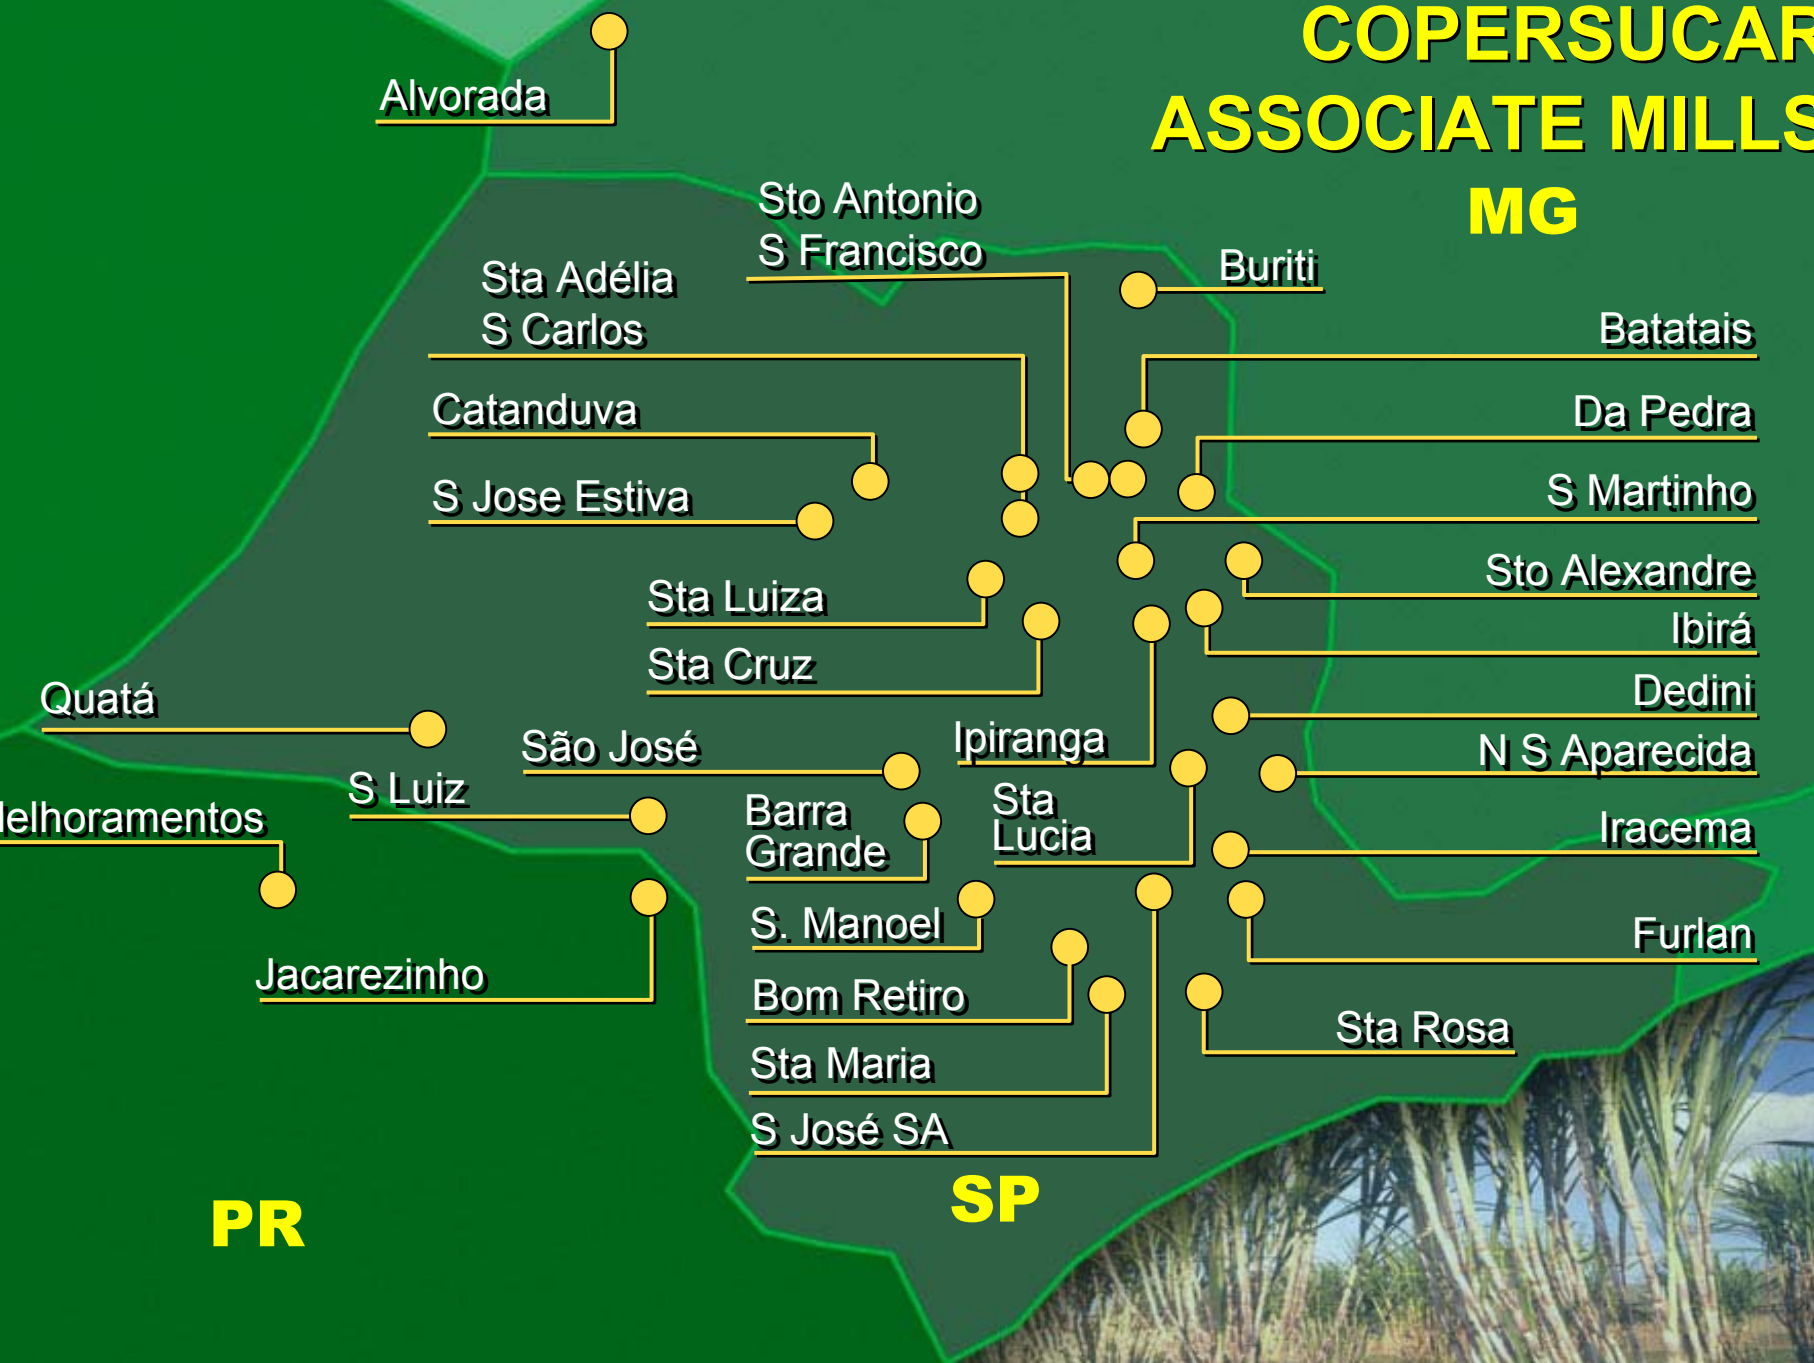 COPERSUCAR
ASSOCIATE MILLS
MG
Alvorada
Sto Antonio
S Francisco
Buriti
Sta Adélia
S Carlos
Batatais
Catanduva
Da Pedra
S Jose Estiva
S Martinho
Sto Alexandre
Sta Luiza
Ibirá
Sta Cruz
Dedini
Quatá
São José
Ipiranga
N S Aparecida
S Luiz
elhoramentos
Barra
Grande
Sta
Lucia
Iracema
S. Manoel
Furlan
Jacarezinho
Bom Retiro
Sta Rosa
Sta Maria
S José SA
SP
PR